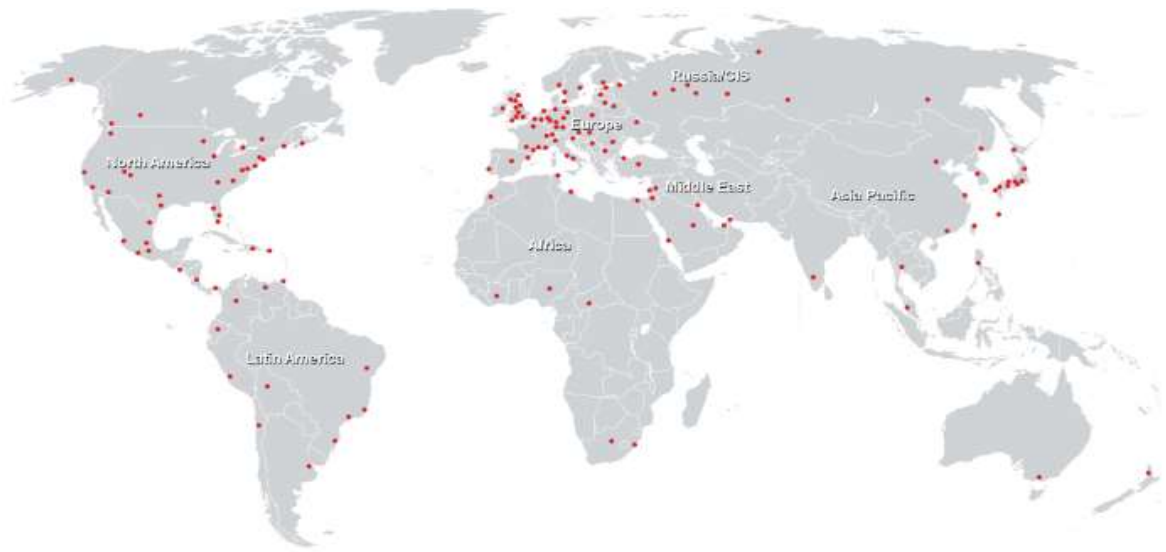 Russia/CIS
Europe
North America
Middle East
Asia Pacific
Africa
Latin America